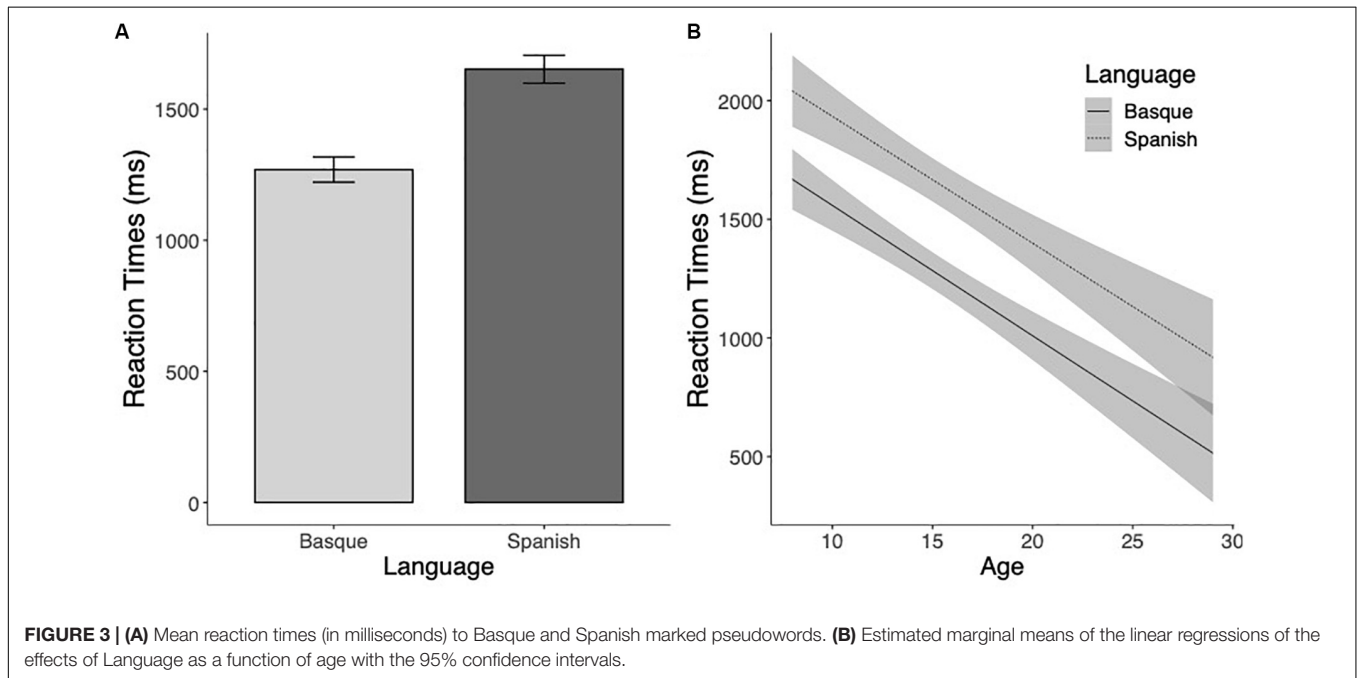 A
Reaction Times (ms)
1500
1000
500
0
Basque
Spanish
Language
B
Reaction Times (ms)
2000
1500
1000
500
10
15
20
25
30
Age
Language
Basque
Spanish
FIGURE 3 | (A) Mean reaction times (in milliseconds) to Basque and Spanish marked pseudowords. (B) Estimated marginal means of the linear regressions of the
effects of Language as a function of age with the 95% confidence intervals.